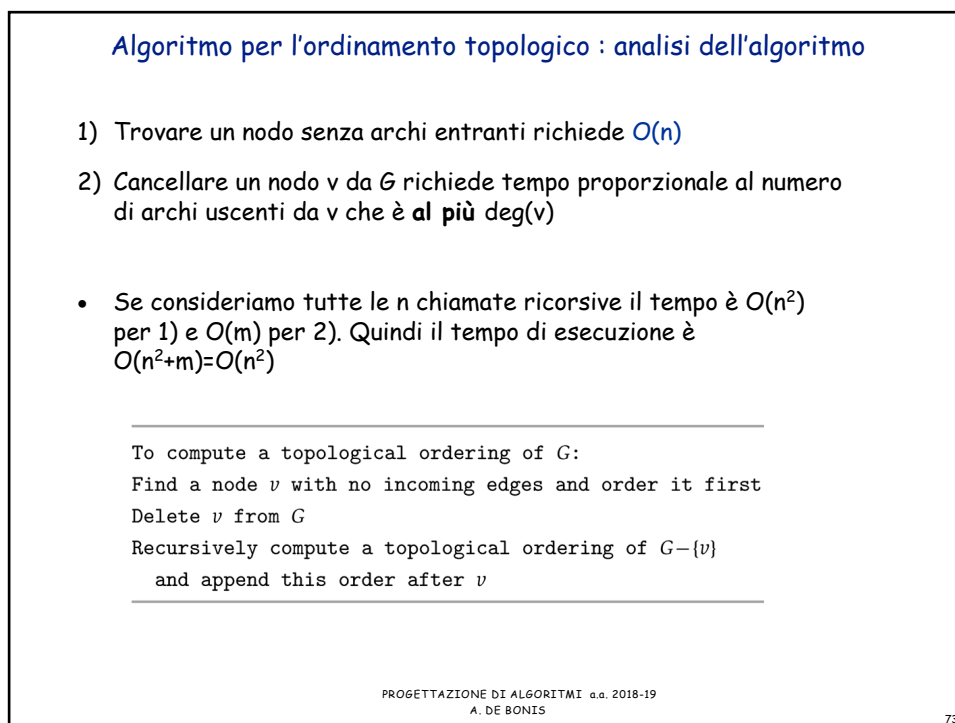 Algoritmo per l'ordinamento topologico : analisi dell'algoritmo
1) Trovare un nodo senza archi entranti richiede O(n)
2) Cancellare un nodo v da G richiede tempo proporzionale al numero
di archi uscenti da v che è al più deg(v)
• Se consideriamo tutte le n chiamate ricorsive il tempo è O(n²)
per 1) e O(m) per 2). Quindi il tempo di esecuzione è
O(n²+m)=O(n²)
To compute a topological ordering of G:
Find a node v with no incoming edges and order it first
Delete v from G
Recursively compute a topological ordering of G−{v}
and append this order after v
PROGETTAZIONE DI ALGORITMI a.a. 2018-19
A. DE BONIS
73